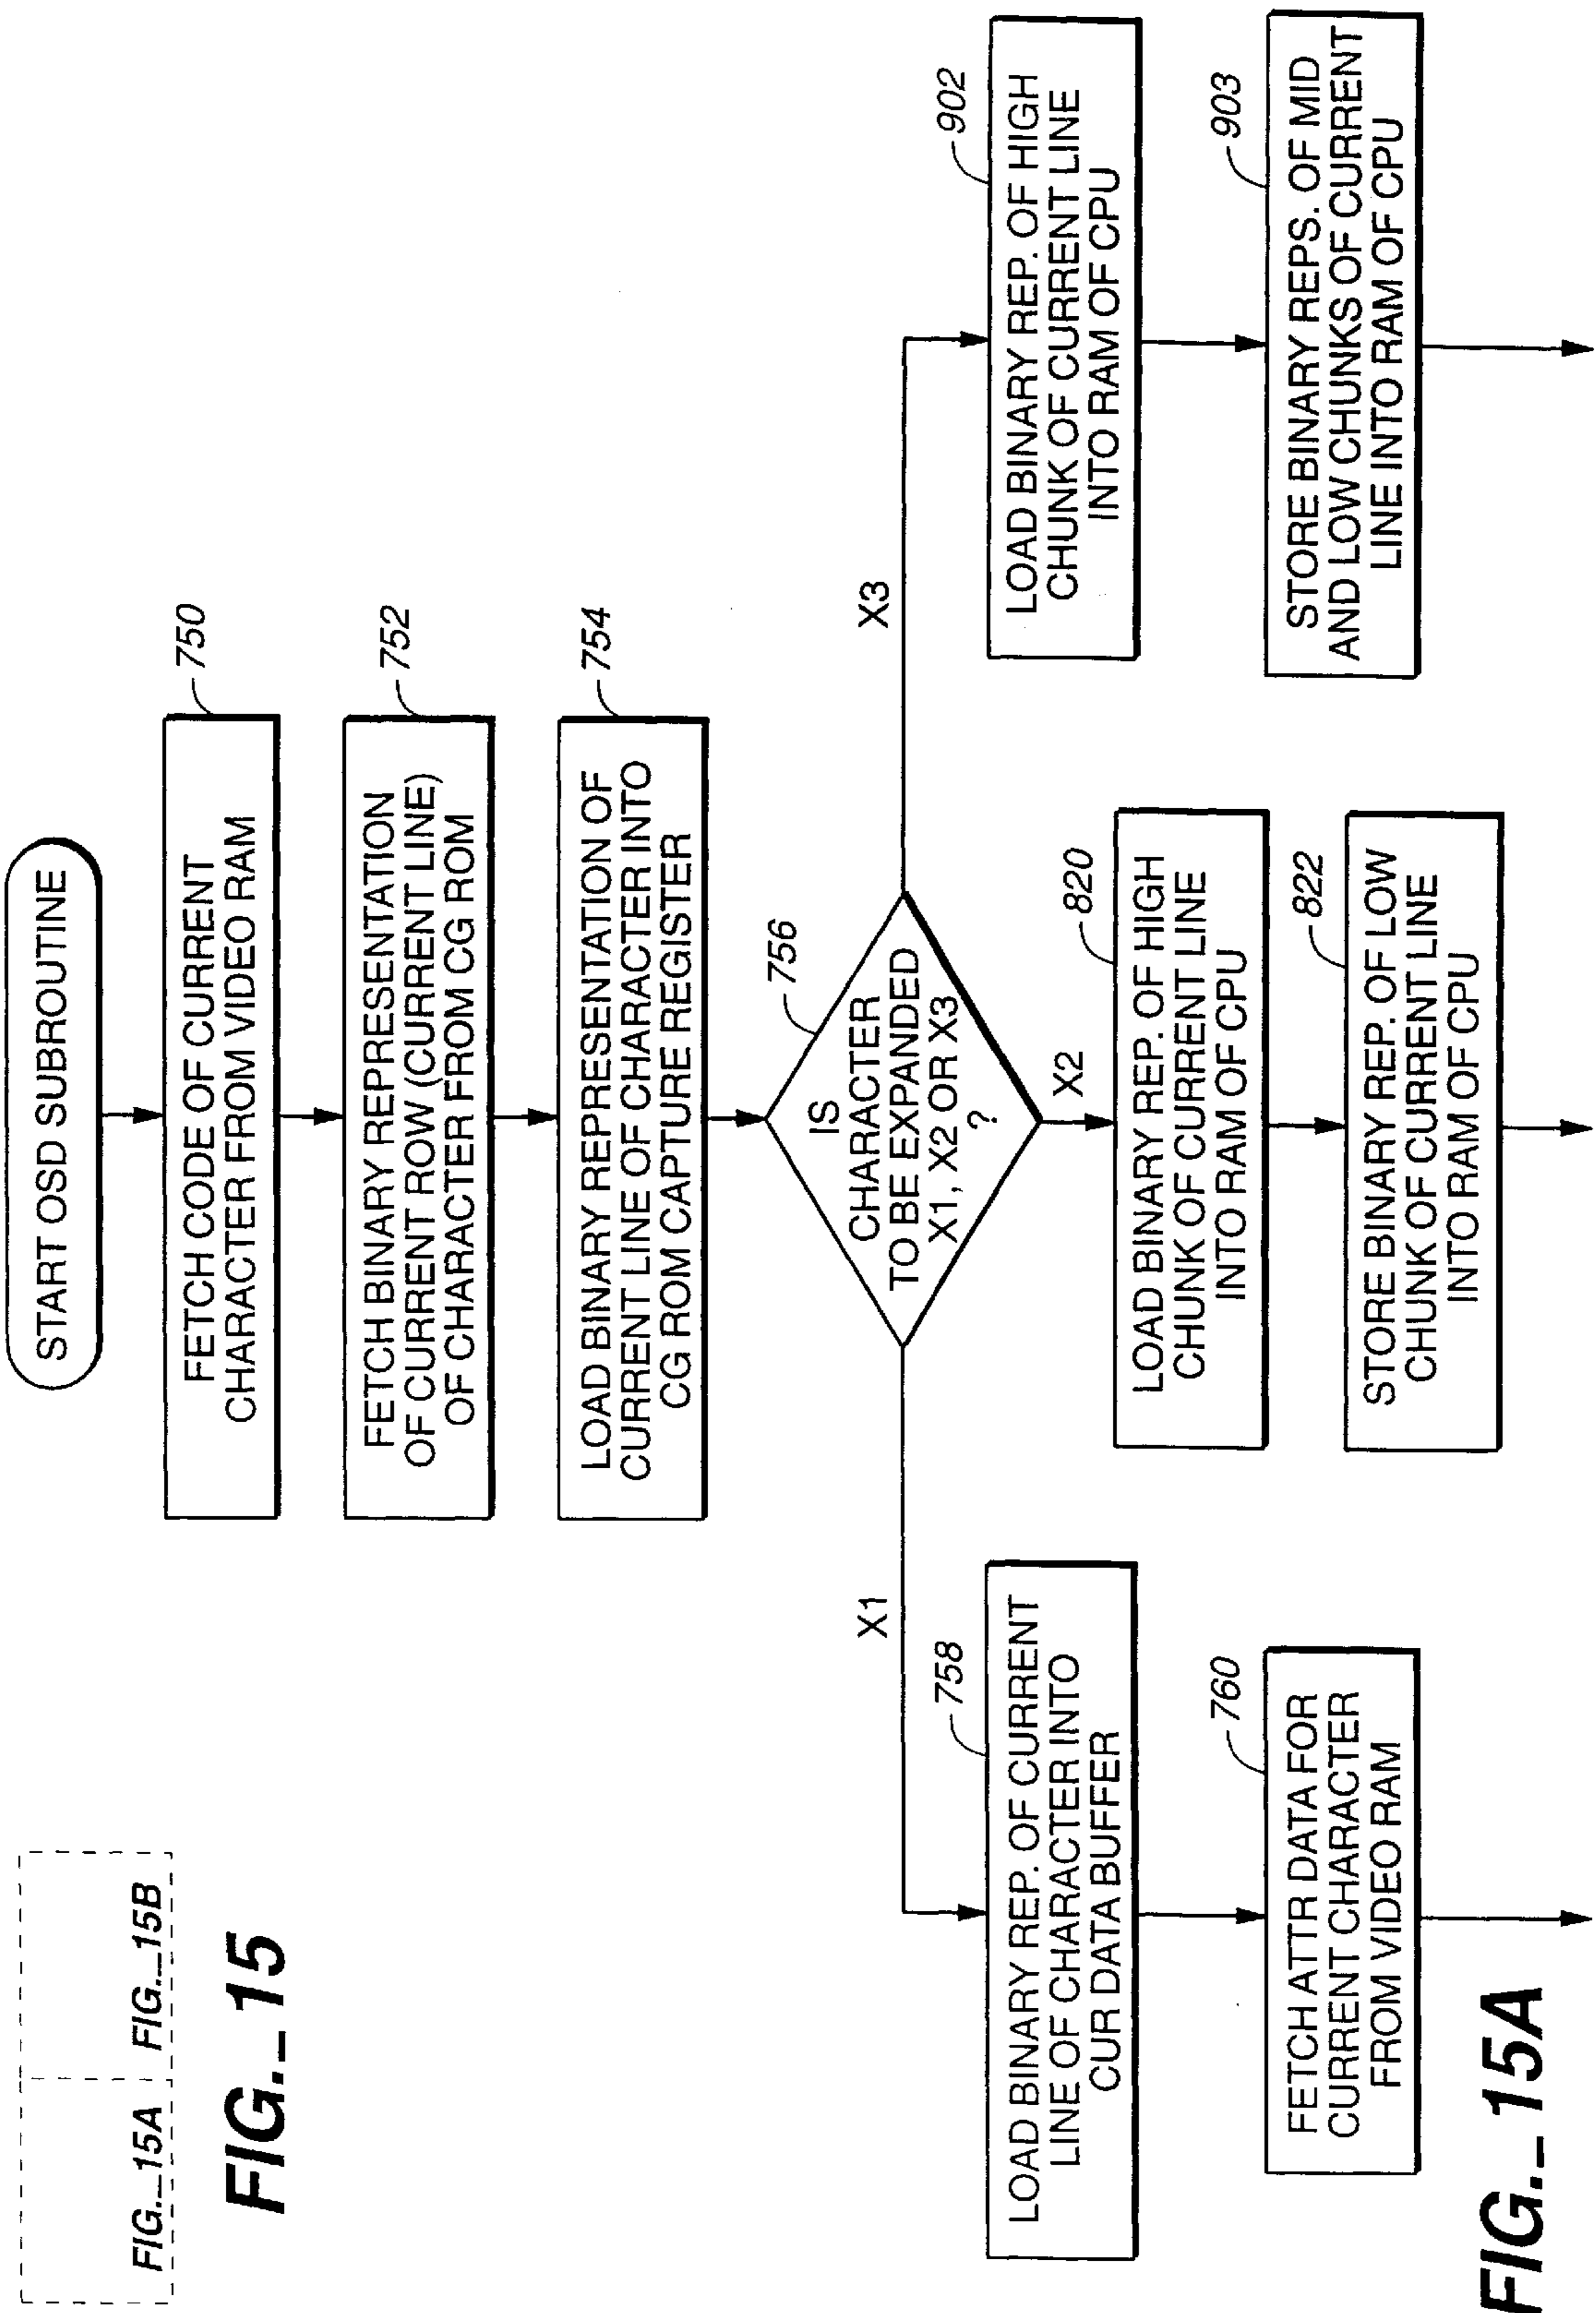 FIG._15A FIG._15B
FIG._15
START OSD SUBROUTINE
750
FETCH CODE OF CURRENT
CHARACTER FROM VIDEO RAM
752
FETCH BINARY REPRESENTATION
OF CURRENT ROW (CURRENT LINE)
OF CHARACTER FROM CG ROM
754
LOAD BINARY REPRESENTATION OF
CURRENT LINE OF CHARACTER INTO
CG ROM CAPTURE REGISTER
756
IS
CHARACTER
TO BE EXPANDED
X1, X2 OR X3
?
X1
758
LOAD BINARY REP. OF CURRENT
LINE OF CHARACTER INTO
CUR DATA BUFFER
760
FETCH ATTR DATA FOR
CURRENT CHARACTER
FROM VIDEO RAM
X2
820
LOAD BINARY REP. OF HIGH
CHUNK OF CURRENT LINE
INTO RAM OF CPU
822
STORE BINARY REP. OF LOW
CHUNK OF CURRENT LINE
INTO RAM OF CPU
X3
902
LOAD BINARY REP. OF HIGH
CHUNK OF CURRENT LINE
INTO RAM OF CPU
903
STORE BINARY REPS. OF MID
AND LOW CHUNKS OF CURRENT
LINE INTO RAM OF CPU
FIG._15A